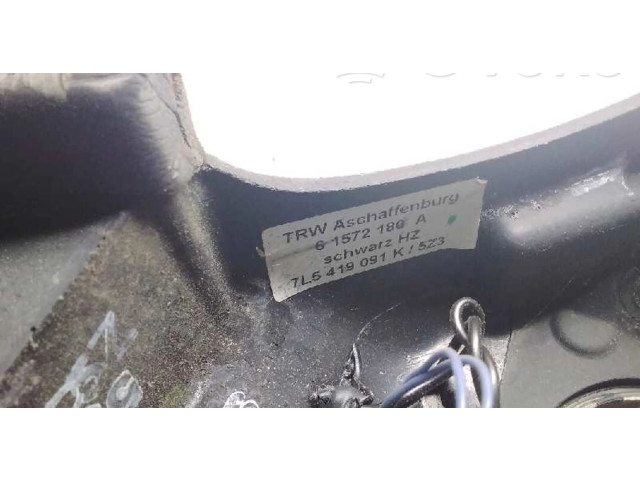 TRW Aschaffenburg
6 1572 180 A
schwarz HZ
7L5 419 091 K / 5Z3